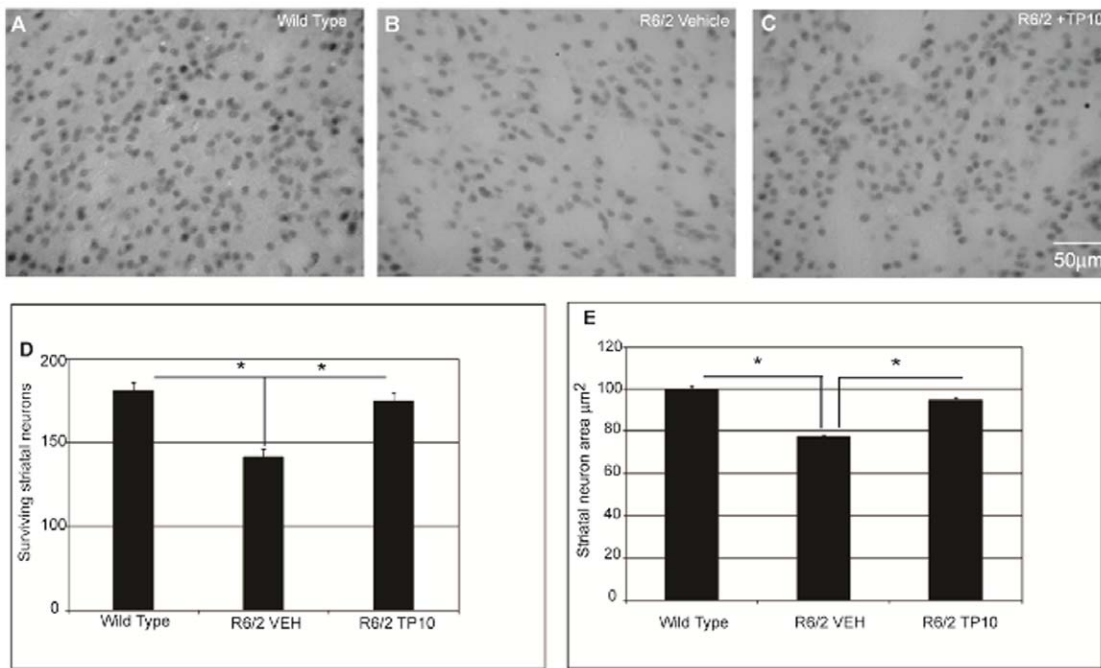 A
Wild Type
B
R6/2 Vehicle
C
R6/2 +TP10
50µm
D
Surviving striatal neurons
200
150
100
0
*
*
Wild Type
R6/2 VEH
R6/2 TP10
E
Striatal neuron area µm2
120
100
80
60
40
20
0
*
*
Wild Type
R6/2 VEH
R6/2 TP10